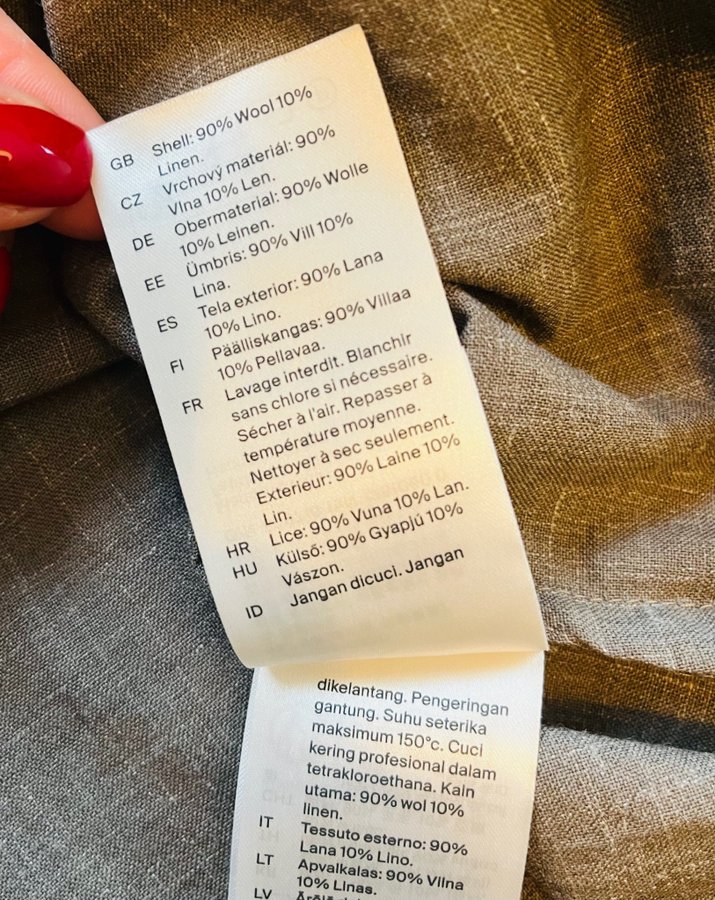 GB Shell: 90% Wool 10%
Linen.
CZ Vrchový materiál: 90%
Vlna 10% Len.
DE Obermaterial: 90% Wolle
10% Leinen.
EE Ümbris: 90% Vill 10%
Lina.
ES Tela exterior: 90% Lana
10% Lino.
FI Päälliskangas: 90% Villaa
10% Pellavaa.
FR Lavage interdit. Blanchir
sans chlore si nécessaire.
Sécher à l'air. Repasser à
température moyenne.
Nettoyer à sec seulement.
Exterieur: 90% Laine 10%
Lin.
HR Lice: 90% Vuna 10% Lan.
HU Külső: 90% Gyapjú 10%
Vászon.
ID Jangan dicuci. Jangan
dikelantang. Pengeringan
gantung. Suhu seterika
maksimum 150°c. Cuci
kering profesional dalam
tetrakloroethana. Kain
utama: 90% wol 10%
linen.
IT Tessuto esterno: 90%
Lana 10% Lino.
LT Apvalkalas: 90% Vilna
10% Linas.
LV